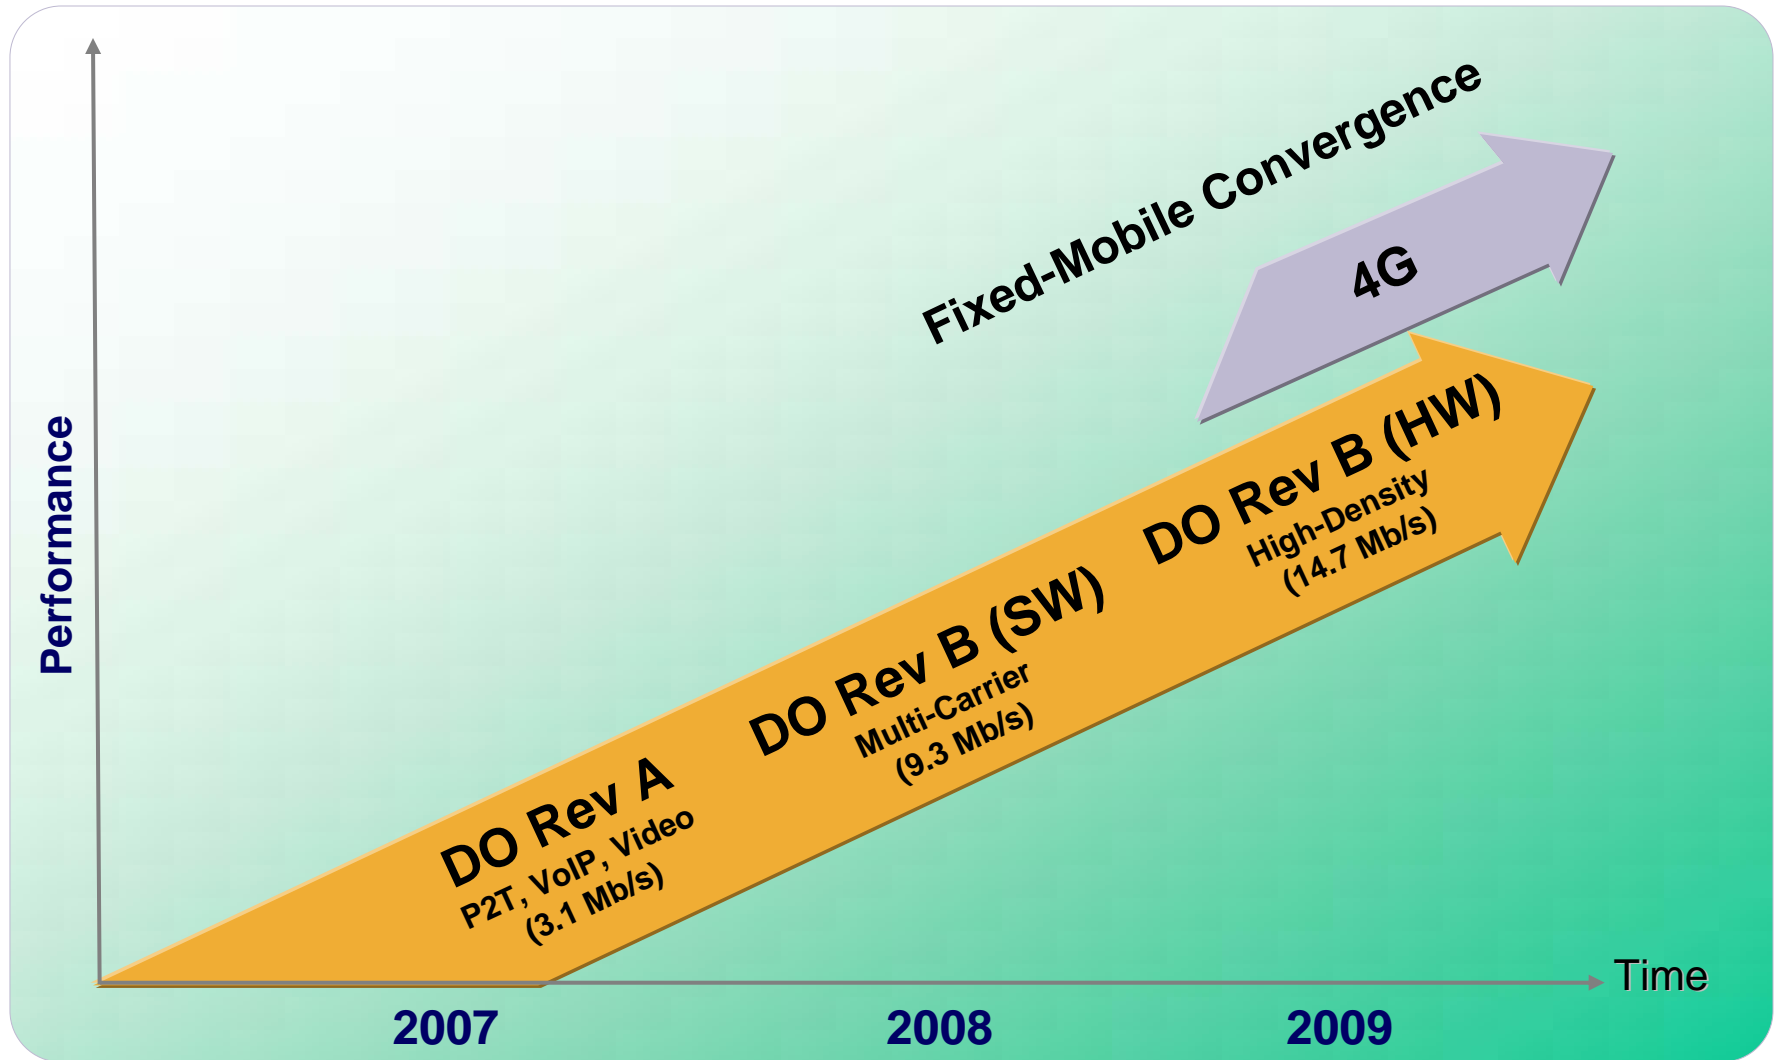 Performance
Fixed-Mobile Convergence
4G
DO Rev B (HW)
High-Density
(14.7 Mb/s)
DO Rev B (SW)
Multi-Carrier
(9.3 Mb/s)
DO Rev A
P2T, VoIP, Video
(3.1 Mb/s)
Time
2007
2008
2009